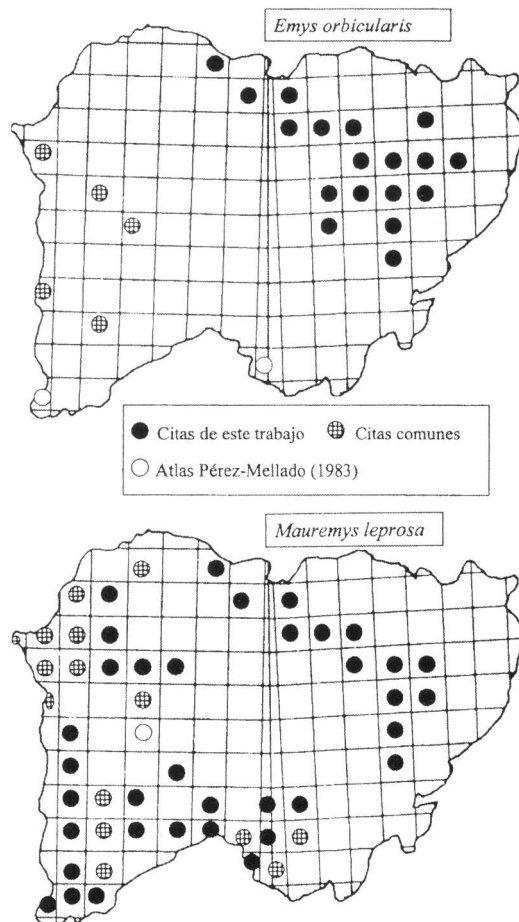 Emys orbicularis
Citas de este trabajo
Citas comunes
Atlas Pérez-Mellado (1983)
Mauremys leprosa